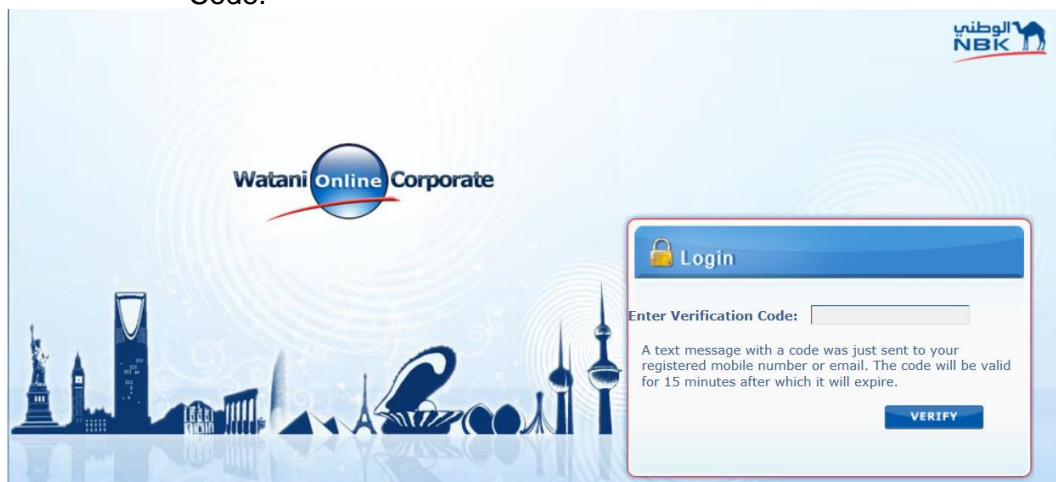 Code:
الوطني
NBK
Watani Online Corporate
Login
Enter Verification Code:
A text message with a code was just sent to your
registered mobile number or email. The code will be valid
for 15 minutes after which it will expire.
VERIFY